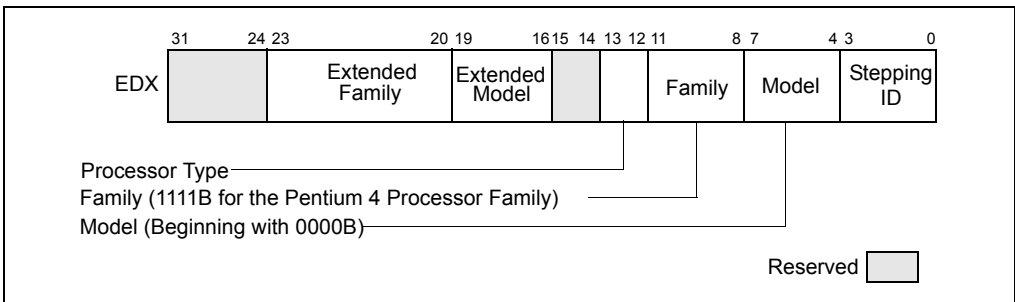 31 24 23 20 19 16 15 14 13 12 11 8 7 4 3 0
EDX
Extended
Family
Extended
Model
Family
Model
Stepping
ID
Processor Type
Family (1111B for the Pentium 4 Processor Family)
Model (Beginning with 0000B)
Reserved